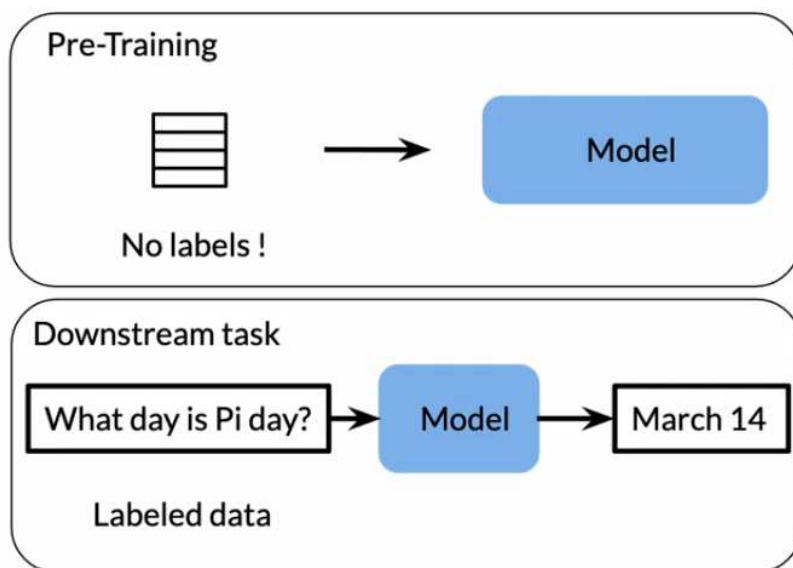 Pre-Training
Model
No labels !
Downstream task
What day is Pi day?
Model
March 14
Labeled data